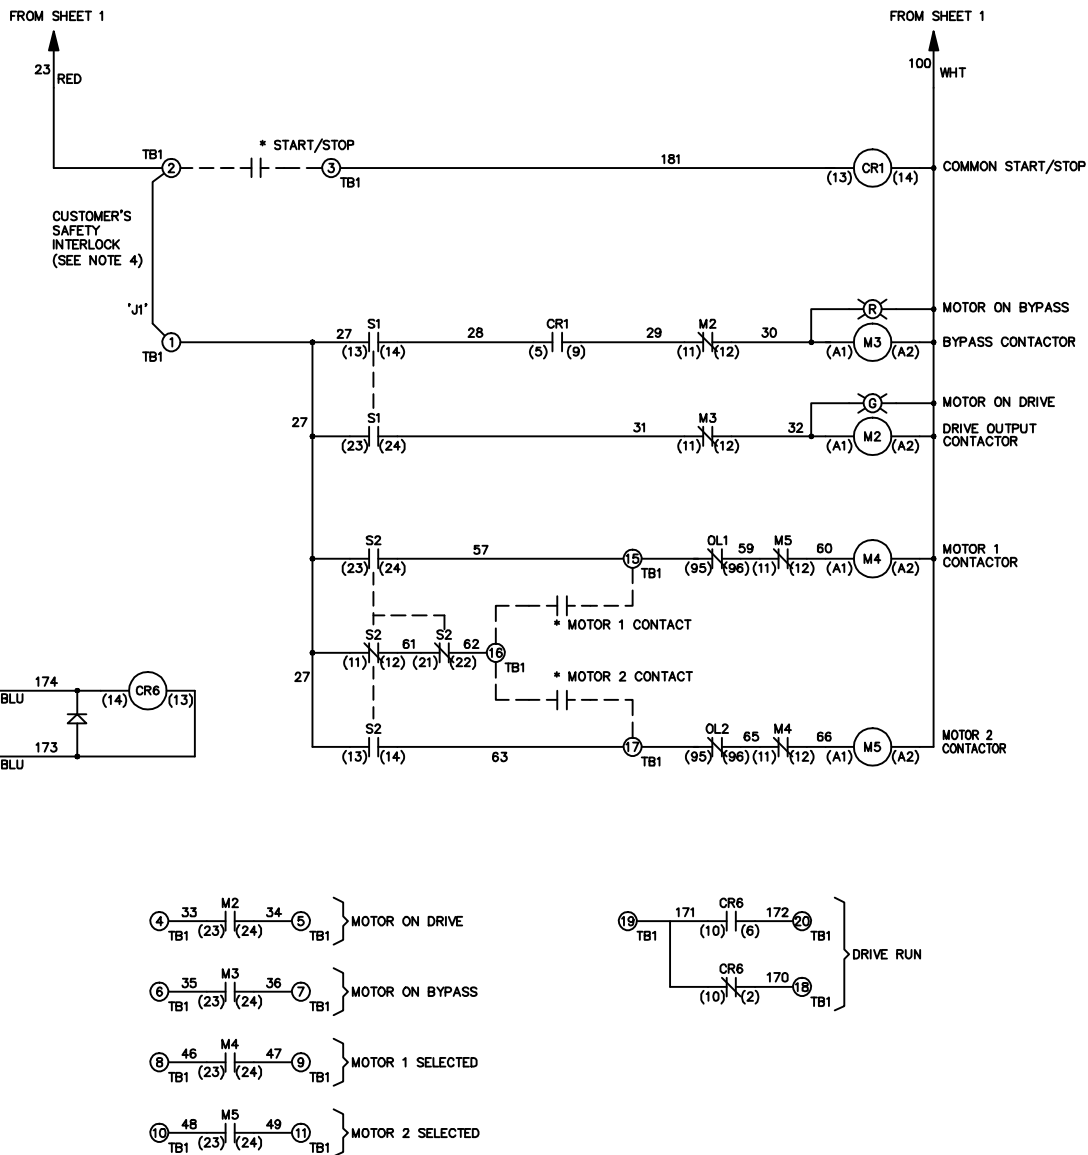 FROM SHEET 1
FROM SHEET 1
23
RED
100
WHT
TB1
2
* START/STOP
3
TB1
181
CR1
(13)
(14)
COMMON START/STOP
CUSTOMER'S
SAFETY
INTERLOCK
(SEE NOTE 4)
'J1'
1
TB1
27
S1
(13)
(14)
28
CR1
(5)
(9)
29
M2
(11)
(12)
30
R
MOTOR ON BYPASS
M3
(A1)
(A2)
BYPASS CONTACTOR
27
S1
(23)
(24)
31
M3
(11)
(12)
32
G
MOTOR ON DRIVE
M2
(A1)
(A2)
DRIVE OUTPUT
CONTACTOR
S2
(23)
(24)
57
15
TB1
OL1
(95)
(96)
59
M5
(11)
(12)
60
M4
(A1)
(A2)
MOTOR 1
CONTACTOR
* MOTOR 1 CONTACT
S2
(11)
(12)
61
S2
(21)
(22)
62
16
TB1
27
* MOTOR 2 CONTACT
S2
(13)
(14)
63
17
TB1
OL2
(95)
(96)
65
M4
(11)
(12)
66
M5
(A1)
(A2)
MOTOR 2
CONTACTOR
174
BLU
(14)
CR6
(13)
173
BLU
4
TB1
33
M2
(23)
(24)
34
5
TB1
MOTOR ON DRIVE
6
TB1
35
M3
(23)
(24)
36
7
TB1
MOTOR ON BYPASS
8
TB1
46
M4
(23)
(24)
47
9
TB1
MOTOR 1 SELECTED
10
TB1
48
M5
(23)
(24)
49
11
TB1
MOTOR 2 SELECTED
19
TB1
171
CR6
(10)
(6)
172
20
TB1
DRIVE RUN
CR6
(10)
(2)
170
18
TB1